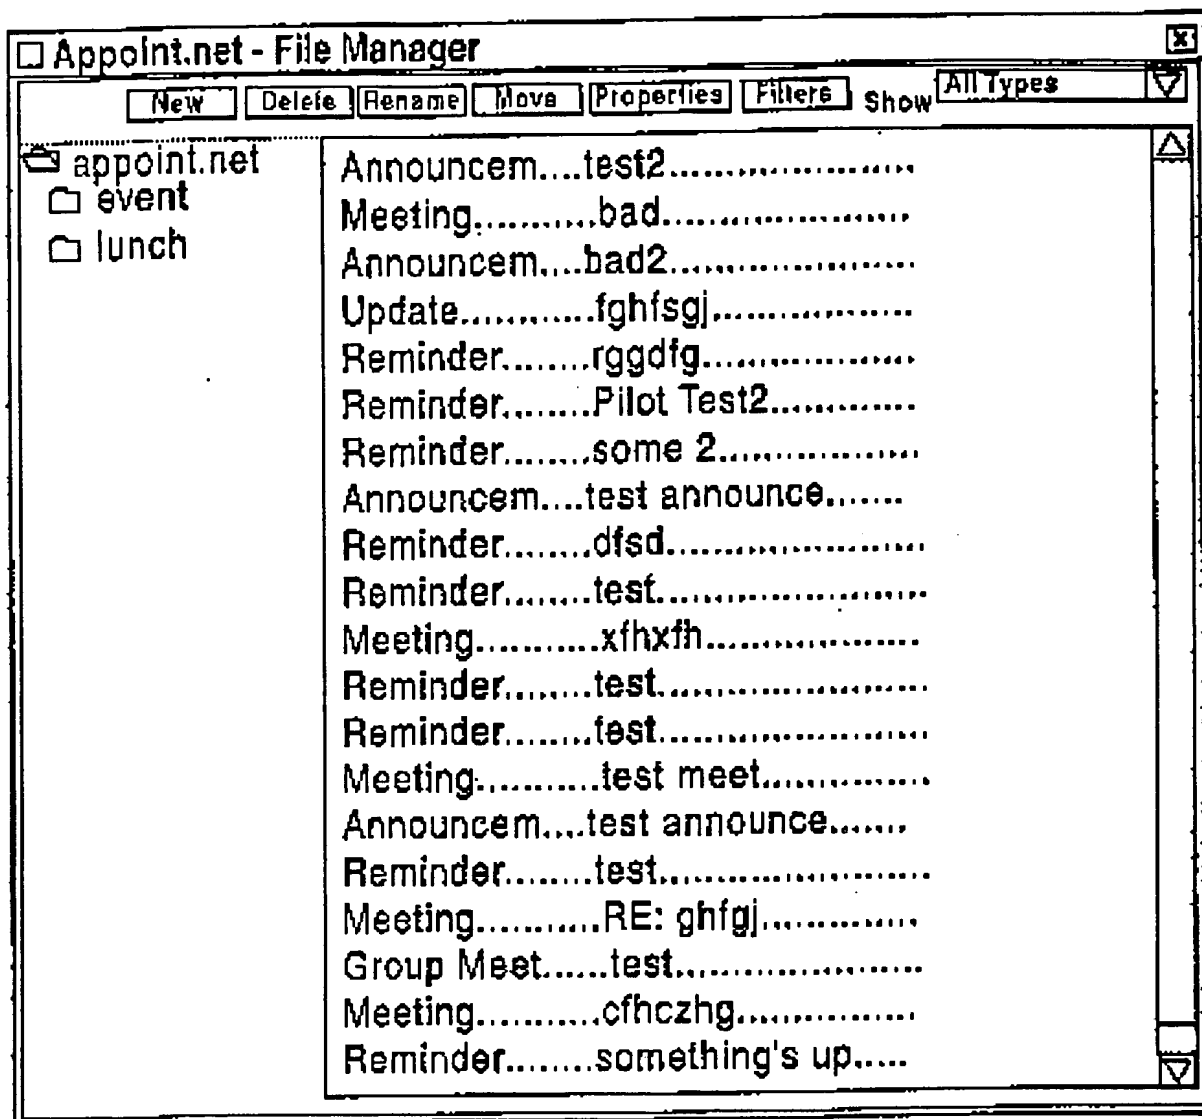 Appoint.net - File Manager
New Delete Rename Move Properties Filters Show All Types
appoint.net
event
lunch
Announcem....test2......................
Meeting............bad......................
Announcem....bad2......................
Update.............fghfsgj..................
Reminder.........rggdfg...................
Reminder.........Pilot Test2.............
Reminder.........some 2..................
Announcem....test announce.......
Reminder.........dfsd.......................
Reminder.........test........................
Meeting............xfhxfh...................
Reminder.........test........................
Reminder.........test........................
Meeting............test meet...............
Announcem....test announce.......
Reminder.........test........................
Meeting............RE: ghfgj..............
Group Meet......test......................
Meeting............cfhczhg................
Reminder.........something's up.....